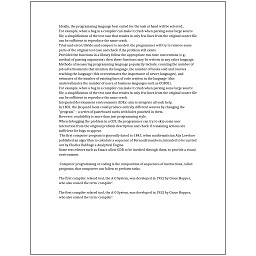 Ideally, the programming language best suited for the task at hand will be selected.
For example, when a bug in a compiler can make it crash when parsing some large source
file, a simplification of the test case that results in only few lines from the original source file
can be sufficient to reproduce the same crash.
Trial-and-error/divide-and-conquer is needed: the programmer will try to remove some
parts of the original test case and check if the problem still exists.
Provided the functions in a library follow the appropriate run-time conventions (e.g.,
method of passing arguments), then these functions may be written in any other language.
Methods of measuring programming language popularity include: counting the number of
job advertisements that mention the language, the number of books sold and courses
teaching the language (this overestimates the importance of newer languages), and
estimates of the number of existing lines of code written in the language (this
underestimates the number of users of business languages such as COBOL).
For example, when a bug in a compiler can make it crash when parsing some large source
file, a simplification of the test case that results in only few lines from the original source file
can be sufficient to reproduce the same crash.
Integrated development environments (IDEs) aim to integrate all such help.
In 1801, the Jacquard loom could produce entirely different weaves by changing the
"program" – a series of pasteboard cards with holes punched in them.
However, readability is more than just programming style.
When debugging the problem in a GUI, the programmer can try to skip some user
interaction from the original problem description and check if remaining actions are
sufficient for bugs to appear.
The first computer program is generally dated to 1843, when mathematician Ada Lovelace
published an algorithm to calculate a sequence of Bernoulli numbers, intended to be carried
out by Charles Babbage's Analytical Engine.
Some text editors such as Emacs allow GDB to be invoked through them, to provide a visual
environment.
Computer programming or coding is the composition of sequences of instructions, called
programs, that computers can follow to perform tasks.
The first compiler related tool, the A-0 System, was developed in 1952 by Grace Hopper,
who also coined the term 'compiler'.
The first compiler related tool, the A-0 System, was developed in 1952 by Grace Hopper,
who also coined the term 'compiler'.